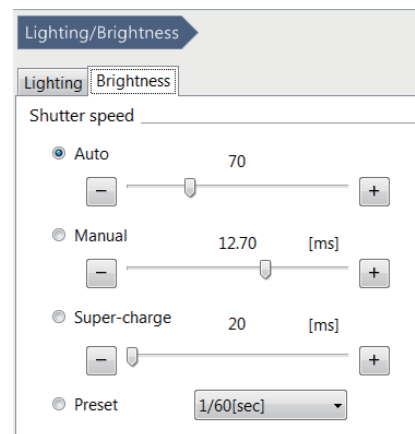 Lighting/Brightness
Lighting Brightness
Shutter speed
Auto
70
− +
Manual
12.70 [ms]
− +
Super-charge
20 [ms]
− +
Preset 1/60[sec]